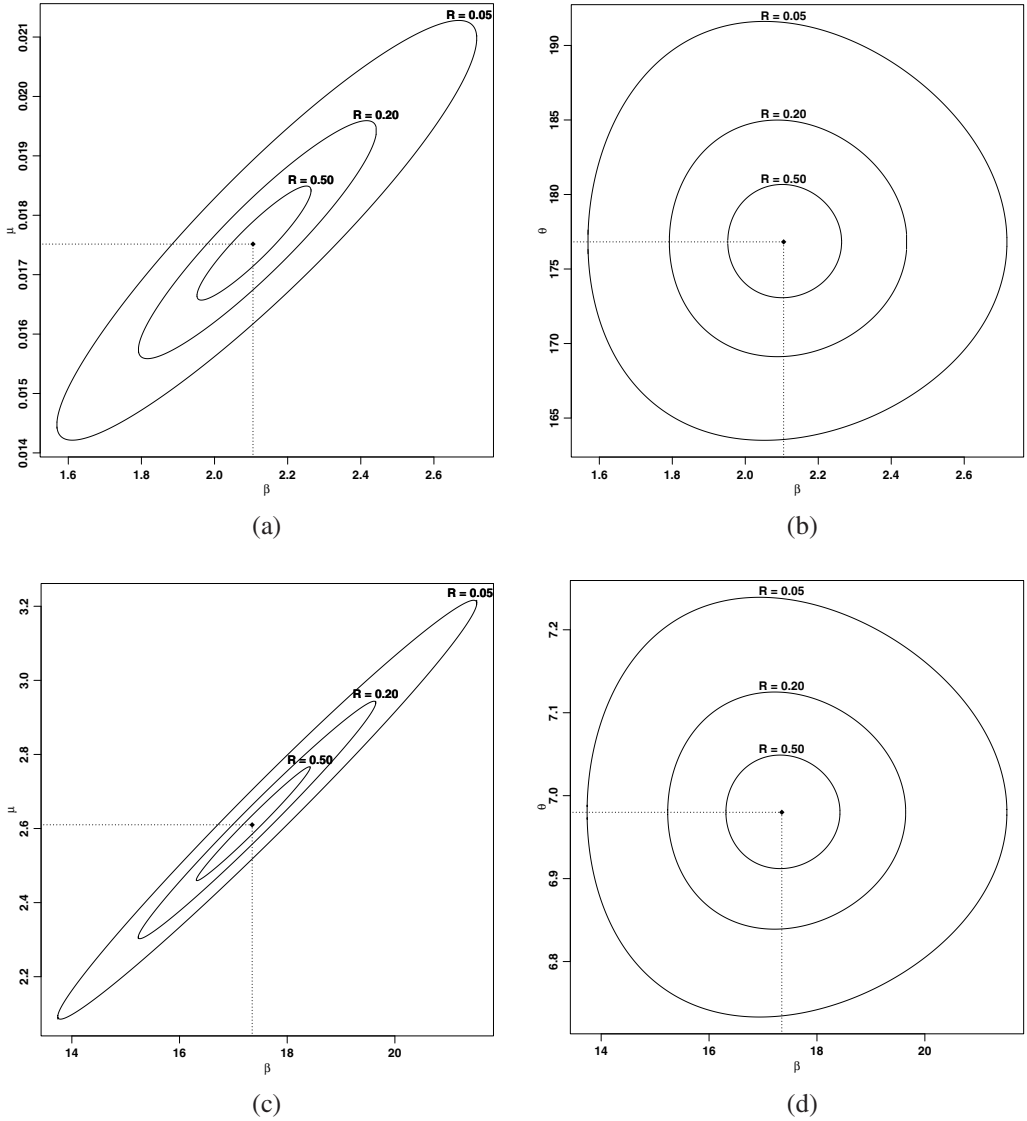 R = 0.05
R = 0.20
R = 0.50
μ
0.014 0.015 0.016 0.017 0.018 0.019 0.020 0.021
1.6 1.8 2.0 2.2 2.4 2.6
β
(a)
R = 0.05
R = 0.20
R = 0.50
θ
165 170 175 180 185 190
1.6 1.8 2.0 2.2 2.4 2.6
β
(b)
R = 0.05
R = 0.20
R = 0.50
μ
2.2 2.4 2.6 2.8 3.0 3.2
14 16 18 20
β
(c)
R = 0.05
R = 0.20
R = 0.50
θ
6.8 6.9 7.0 7.1 7.2
14 16 18 20
β
(d)